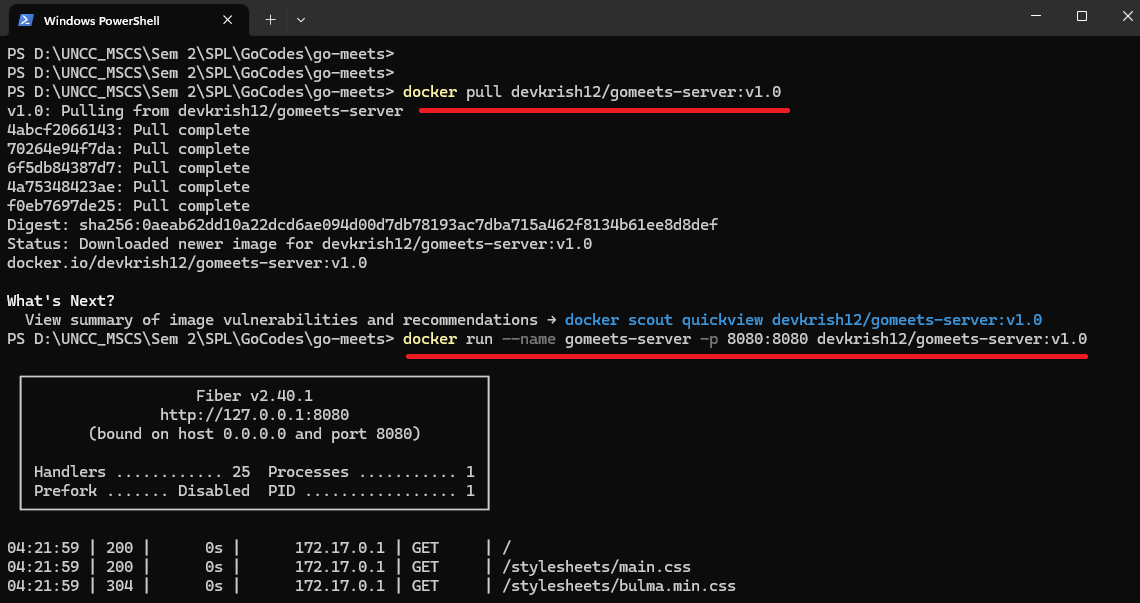 Windows PowerShell
PS D:\UNCC_MSCS\Sem 2\SPL\GoCodes\go-meets>
PS D:\UNCC_MSCS\Sem 2\SPL\GoCodes\go-meets>
PS D:\UNCC_MSCS\Sem 2\SPL\GoCodes\go-meets> docker pull devkrish12/gomeets-server:v1.0
v1.0: Pulling from devkrish12/gomeets-server
4abcf2066143: Pull complete
70264e94f7da: Pull complete
6f5db84387d7: Pull complete
4a75348423ae: Pull complete
f0eb7697de25: Pull complete
Digest: sha256:0aeab62dd10a22dcd6ae094d00d7db78193ac7dba715a462f8134b61ee8d8def
Status: Downloaded newer image for devkrish12/gomeets-server:v1.0
docker.io/devkrish12/gomeets-server:v1.0
What's Next?
View summary of image vulnerabilities and recommendations → docker scout quickview devkrish12/gomeets-server:v1.0
PS D:\UNCC_MSCS\Sem 2\SPL\GoCodes\go-meets> docker run --name gomeets-server -p 8080:8080 devkrish12/gomeets-server:v1.0
Fiber v2.40.1
http://127.0.0.1:8080
(bound on host 0.0.0.0 and port 8080)
Handlers ............ 25 Processes ........... 1
Prefork ....... Disabled PID ................. 1
04:21:59 | 200 | 0s | 172.17.0.1 | GET | /
04:21:59 | 200 | 0s | 172.17.0.1 | GET | /stylesheets/main.css
04:21:59 | 304 | 0s | 172.17.0.1 | GET | /stylesheets/bulma.min.css